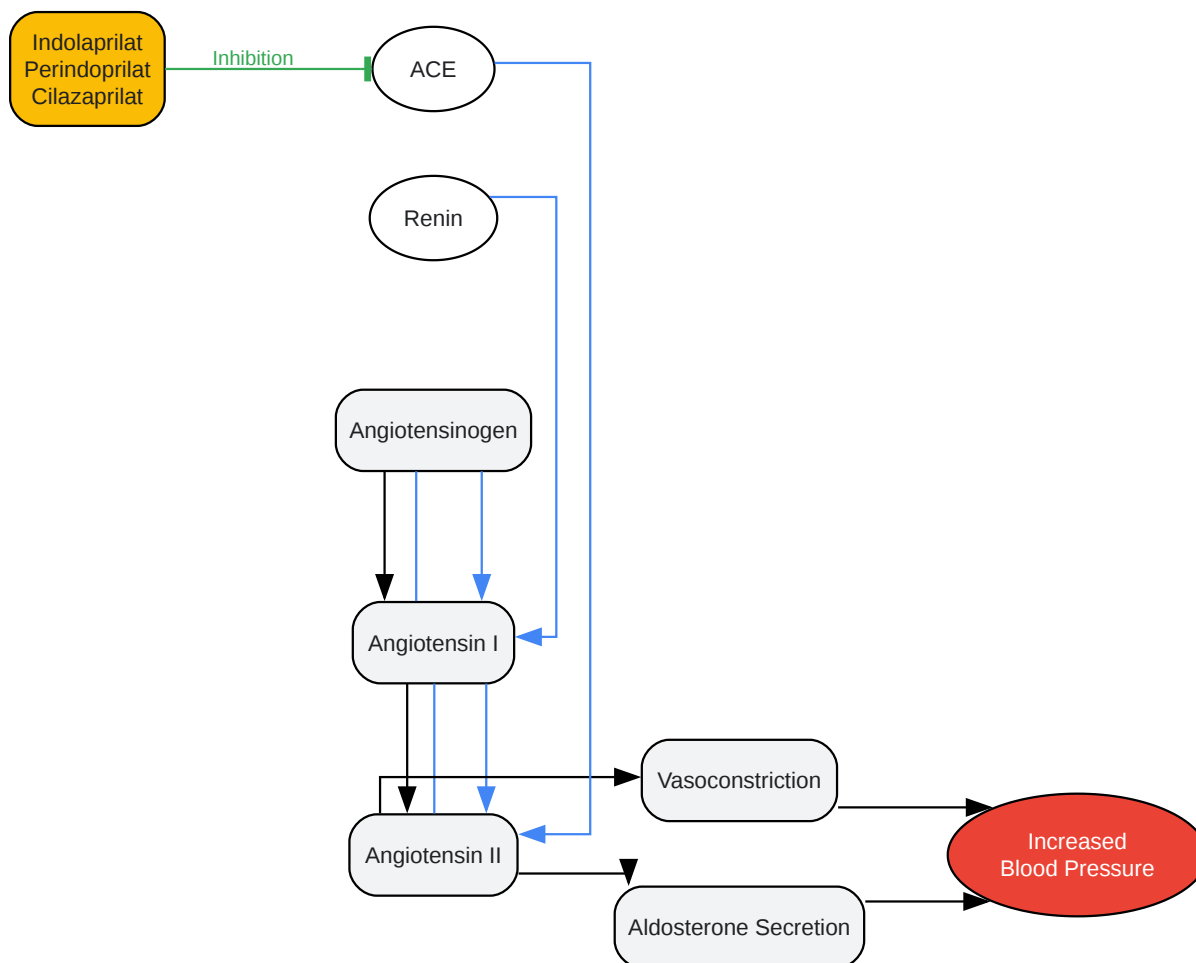 Indolaprilat
Perindoprilat
Cilazaprilat
Inhibition
ACE
Renin
Angiotensinogen
Angiotensin I
Vasoconstriction
Angiotensin II
Increased
Blood Pressure
Aldosterone Secretion